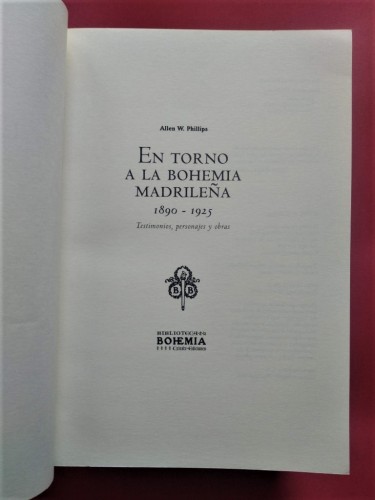 Allen W. Phillips
EN TORNO
A LA BOHEMIA
MADRILEÑA
1890 - 1925
Testimonios, personajes y obras
B B
BIBLIOTECA
BOHEMIA